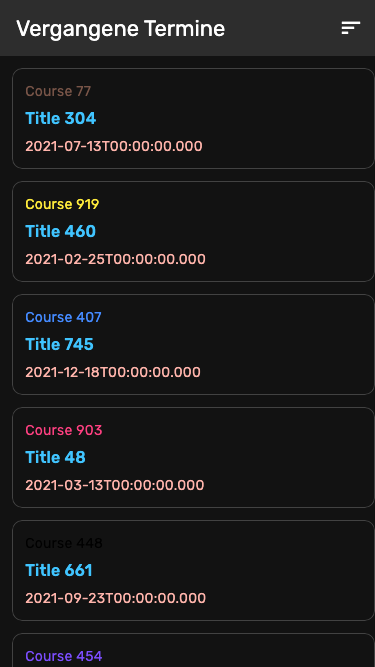 Vergangene Termine
Course 77
Title 304
2021-07-13T00:00:00.000
Course 919
Title 460
2021-02-25T00:00:00.000
Course 407
Title 745
2021-12-18T00:00:00.000
Course 903
Title 48
2021-03-13T00:00:00.000
Course 448
Title 661
2021-09-23T00:00:00.000
Course 454